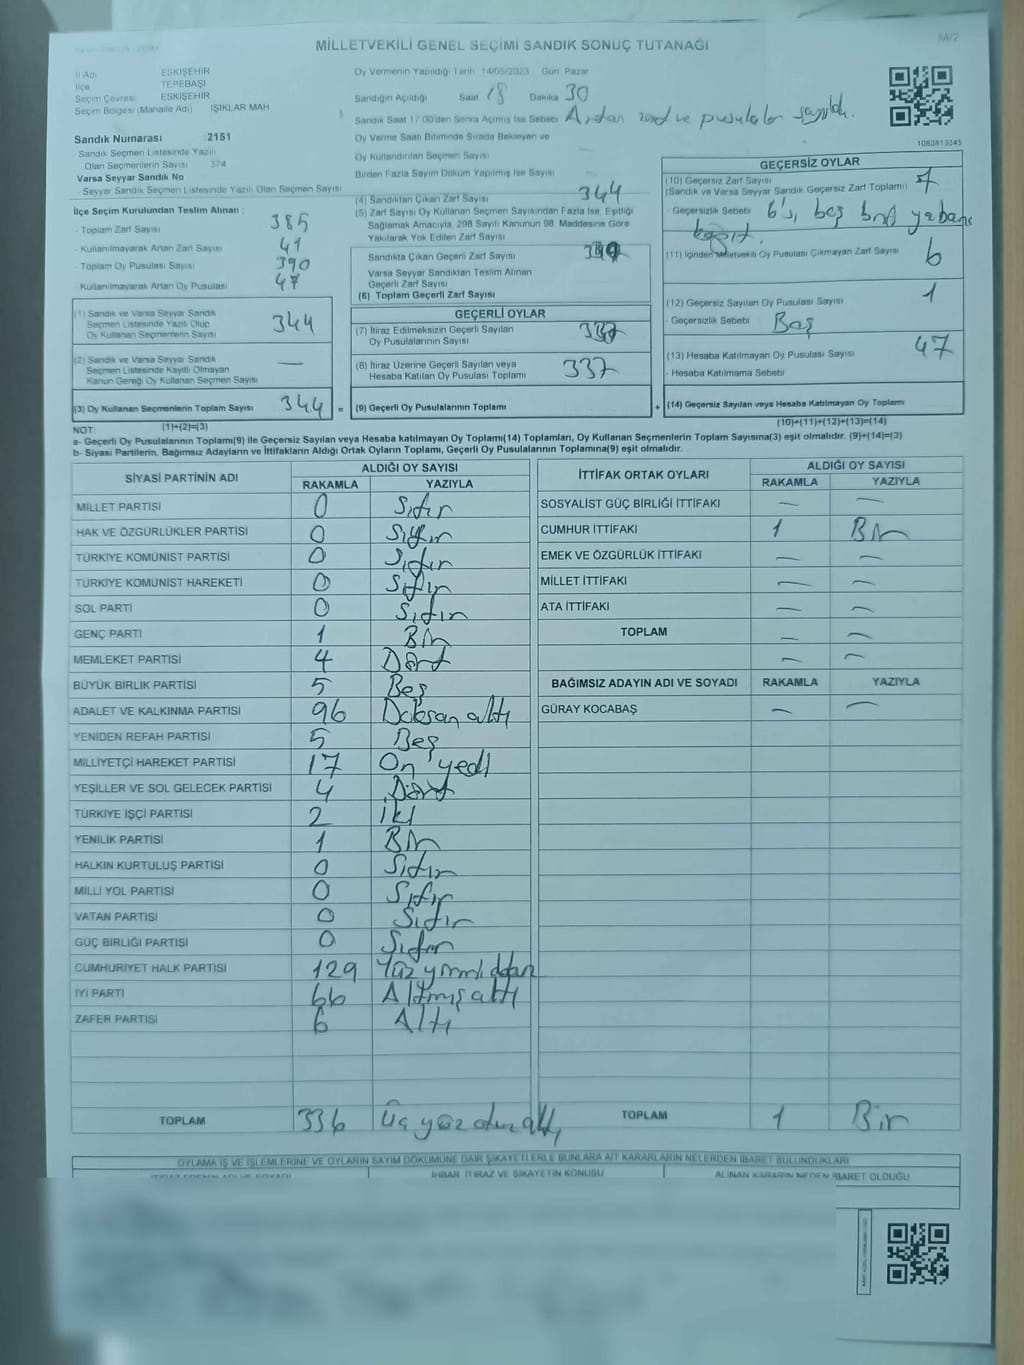 MİLLETVEKİLİ GENEL SEÇİMİ SANDIK SONUÇ TUTANAĞI
M/2
İl Adı ESKİŞEHİR
İlçe TEPEBAŞI
Seçim Çevresi ESKİŞEHİR
Seçim Bölgesi (Mahalle Adı) IŞIKLAR MAH
Sandık Numarası 2151
- Sandık Seçmen Listesinde Yazılı
Olan Seçmenlerin Sayısı 374
Varsa Seyyar Sandık No
- Seyyar Sandık Seçmen Listesinde Yazılı Olan Seçmen Sayısı
İlçe Seçim Kurulundan Teslim Alınan :
- Toplam Zarf Sayısı 385
- Kullanılmayarak Artan Zarf Sayısı 41
- Toplam Oy Pusulası Sayısı 390
- Kullanılmayarak Artan Oy Pusulası 47
(1) Sandık ve Varsa Seyyar Sandık
Seçmen Listesinde Yazılı Olup
Oy Kullanan Seçmenlerin Sayısı 344
(2) Sandık ve Varsa Seyyar Sandık
Seçmen Listesinde Kayıtlı Olmayan
Kanun Gereği Oy Kullanan Seçmen Sayısı —
(3) Oy Kullanan Seçmenlerin Toplam Sayısı 344 =
(1)+(2)=(3)
Oy Vermenin Yapıldığı Tarih 14/05/2023 Gün Pazar
Sandığın Açıldığı Saat 18 Dakika 30
Sandık Saat 17.00'den Sonra Açılmış İse Sebebi Artan zarf ve pusulalar sayıldı.
Oy Verme Saati Bitiminde Sırada Bekleyen ve
Oy Kullandırılan Seçmen Sayısı
Birden Fazla Sayım Döküm Yapılmış İse Sayısı
(4) Sandıktan Çıkan Zarf Sayısı 344
(5) Zarf Sayısı Oy Kullanan Seçmen Sayısından Fazla İse, Eşitliği
Sağlamak Amacıyla, 298 Sayılı Kanunun 98. Maddesine Göre
Yakılarak Yok Edilen Zarf Sayısı
Sandıkta Çıkan Geçerli Zarf Sayısı
Varsa Seyyar Sandıktan Teslim Alınan
Geçerli Zarf Sayısı
(6) Toplam Geçerli Zarf Sayısı
GEÇERLİ OYLAR
(7) İtiraz Edilmeksizin Geçerli Sayılan
Oy Pusulalarının Sayısı 337
(8) İtiraz Üzerine Geçerli Sayılan veya
Hesaba Katılan Oy Pusulası Toplamı 337
(9) Geçerli Oy Pusulalarının Toplamı +
1083813345
GEÇERSİZ OYLAR
(10) Geçersiz Zarf Sayısı
(Sandık ve Varsa Seyyar Sandık Geçersiz Zarf Toplamı) 7
- Geçersizlik Sebebi 6'sı boş biri yabancı
kağıt.
(11) İçinden Milletvekili Oy Pusulası Çıkmayan Zarf Sayısı 6
(12) Geçersiz Sayılan Oy Pusulası Sayısı 1
- Geçersizlik Sebebi Boş
(13) Hesaba Katılmayan Oy Pusulası Sayısı 47
- Hesaba Katılmama Sebebi
(14) Geçersiz Sayılan veya Hesaba Katılmayan Oy Toplamı
(10)+(11)+(12)+(13)=(14)
NOT:
a- Geçerli Oy Pusulalarının Toplamı(9) ile Geçersiz Sayılan veya Hesaba katılmayan Oy Toplamı(14) Toplamları, Oy Kullanan Seçmenlerin Toplam Sayısına(3) eşit olmalıdır. (9)+(14)=(3)
b- Siyasi Partilerin, Bağımsız Adayların ve İttifakların Aldığı Ortak Oyların Toplamı, Geçerli Oy Pusulalarının Toplamına(9) eşit olmalıdır.
SİYASİ PARTİNİN ADI ALDIĞI OY SAYISI
RAKAMLA YAZIYLA
MİLLET PARTİSİ 0 Sıfır
HAK VE ÖZGÜRLÜKLER PARTİSİ 0 Sıfır
TÜRKİYE KOMÜNİST PARTİSİ 0 Sıfır
TÜRKİYE KOMÜNİST HAREKETİ 0 Sıfır
SOL PARTİ 0 Sıfır
GENÇ PARTİ 1 Bir
MEMLEKET PARTİSİ 4 Dört
BÜYÜK BİRLİK PARTİSİ 5 Beş
ADALET VE KALKINMA PARTİSİ 96 Doksan altı
YENİDEN REFAH PARTİSİ 5 Beş
MİLLİYETÇİ HAREKET PARTİSİ 17 On yedi
YEŞİLLER VE SOL GELECEK PARTİSİ 4 Dört
TÜRKİYE İŞÇİ PARTİSİ 2 İki
YENİLİK PARTİSİ 1 Bir
HALKIN KURTULUŞ PARTİSİ 0 Sıfır
MİLLİ YOL PARTİSİ 0 Sıfır
VATAN PARTİSİ 0 Sıfır
GÜÇ BİRLİĞİ PARTİSİ 0 Sıfır
CUMHURİYET HALK PARTİSİ 129 Yüz yirmi dokuz
İYİ PARTİ 66 Altmış altı
ZAFER PARTİSİ 6 Altı
TOPLAM 336 Üç yüz otuz altı
İTTİFAK ORTAK OYLARI ALDIĞI OY SAYISI
RAKAMLA YAZIYLA
SOSYALİST GÜÇ BİRLİĞİ İTTİFAKI — —
CUMHUR İTTİFAKI 1 Bir
EMEK VE ÖZGÜRLÜK İTTİFAKI — —
MİLLET İTTİFAKI — —
ATA İTTİFAKI — —
TOPLAM — —
— —
BAĞIMSIZ ADAYIN ADI VE SOYADI RAKAMLA YAZIYLA
GÜRAY KOCABAŞ — —
TOPLAM 1 Bir
OYLAMA İŞ VE İŞLEMLERİNE VE OYLARIN SAYIM DÖKÜMÜNE DAİR ŞİKAYETLERLE BUNLARA AİT KARARLARIN NELERDEN İBARET BULUNDUKLARI
İTİRAZ EDENİN ADI VE SOYADI İHBAR İTİRAZ VE ŞİKAYETİN KONUSU ALINAN KARARIN NEDEN İBARET OLDUĞU